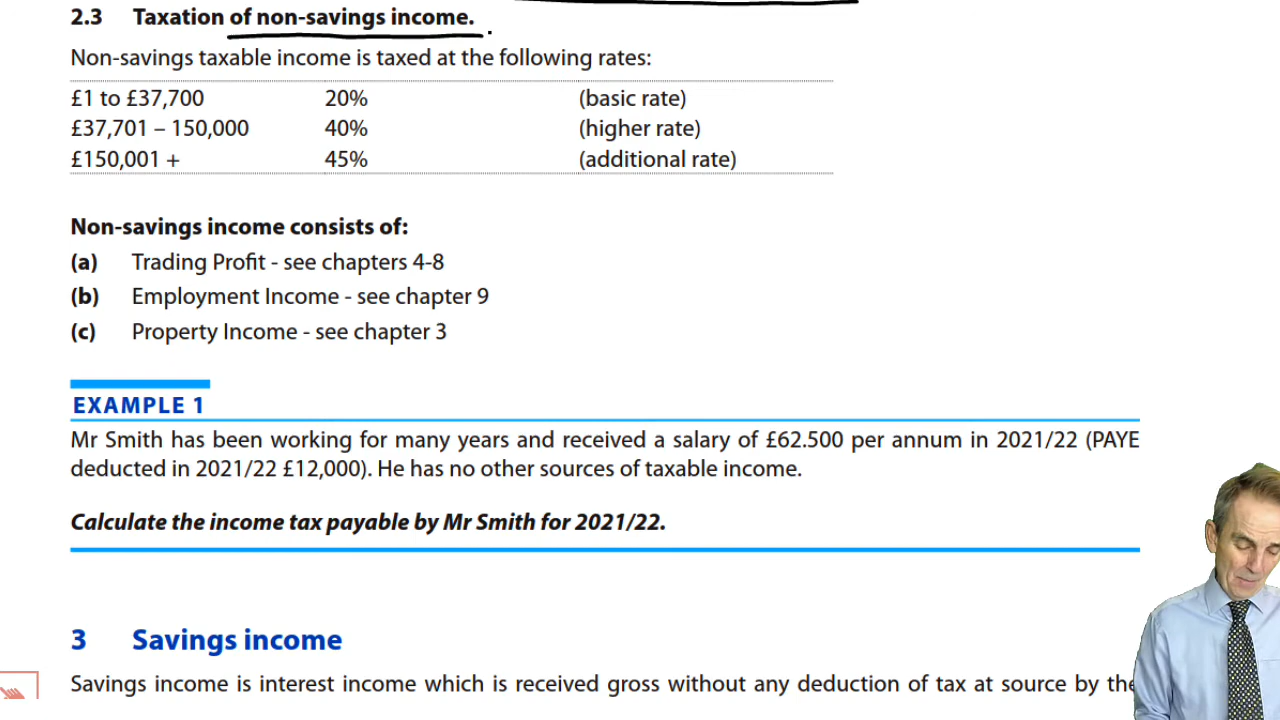 2.3 Taxation of non-savings income.
Non-savings taxable income is taxed at the following rates:
£1 to £37,700 20% (basic rate)
£37,701 – 150,000 40% (higher rate)
£150,001 + 45% (additional rate)
Non-savings income consists of:
(a) Trading Profit - see chapters 4-8
(b) Employment Income - see chapter 9
(c) Property Income - see chapter 3
EXAMPLE 1
Mr Smith has been working for many years and received a salary of £62.500 per annum in 2021/22 (PAYE
deducted in 2021/22 £12,000). He has no other sources of taxable income.
Calculate the income tax payable by Mr Smith for 2021/22.
3 Savings income
Savings income is interest income which is received gross without any deduction of tax at source by the